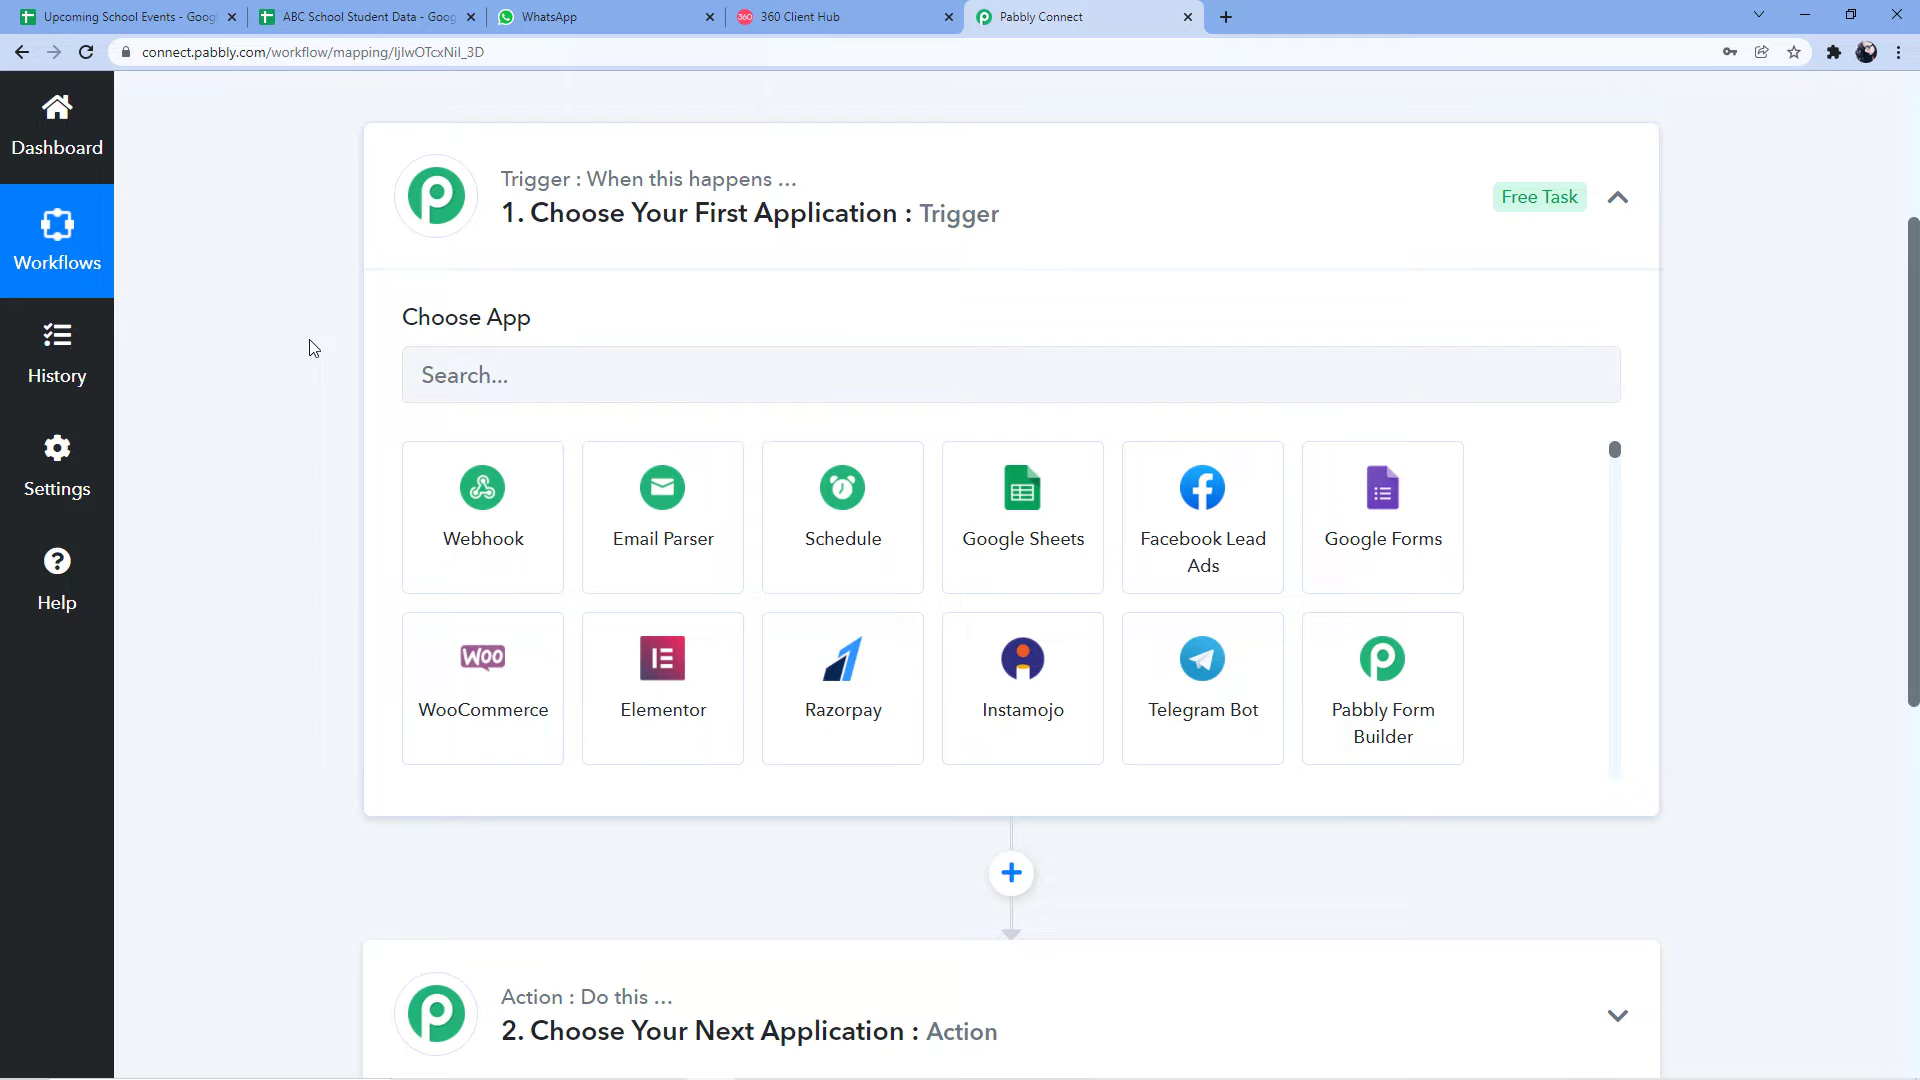 Upcoming School Events - Goog
ABC School Student Data - Goog
WhatsApp
360
360 Client Hub
Pabbly Connect
connect.pabbly.com/workflow/mapping/IjIwOTcxNiI_3D
Dashboard
Workflows
History
Settings
Help
Trigger : When this happens ...
1. Choose Your First Application : Trigger
Free Task
Choose App
Search...
Webhook
Email Parser
Schedule
Google Sheets
Facebook Lead
Ads
Google Forms
WOO
WooCommerce
Elementor
Razorpay
Instamojo
Telegram Bot
Pabbly Form
Builder
Action : Do this ...
2. Choose Your Next Application : Action